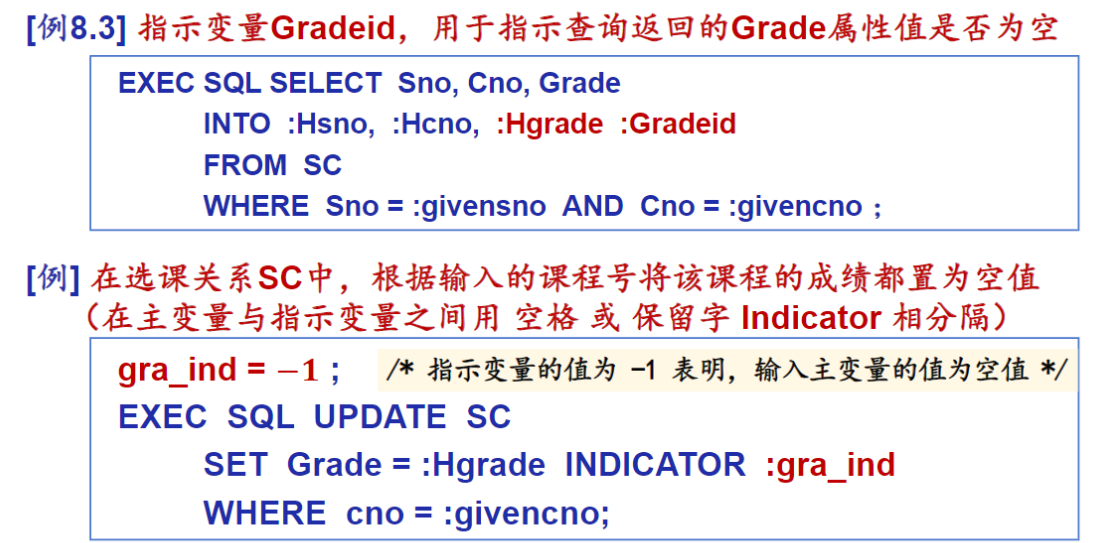 [例8.3] 指示变量Gradeid，用于指示查询返回的Grade属性值是否为空
EXEC SQL SELECT Sno, Cno, Grade
INTO :Hsno, :Hcno, :Hgrade :Gradeid
FROM SC
WHERE Sno = :givensno AND Cno = :givencno ；
[例] 在选课关系SC中，根据输入的课程号将该课程的成绩都置为空值
（在主变量与指示变量之间用 空格 或 保留字 Indicator 相分隔）
gra_ind = −1 ; /* 指示变量的值为 −1 表明，输入主变量的值为空值 */
EXEC SQL UPDATE SC
SET Grade = :Hgrade INDICATOR :gra_ind
WHERE cno = :givencno;